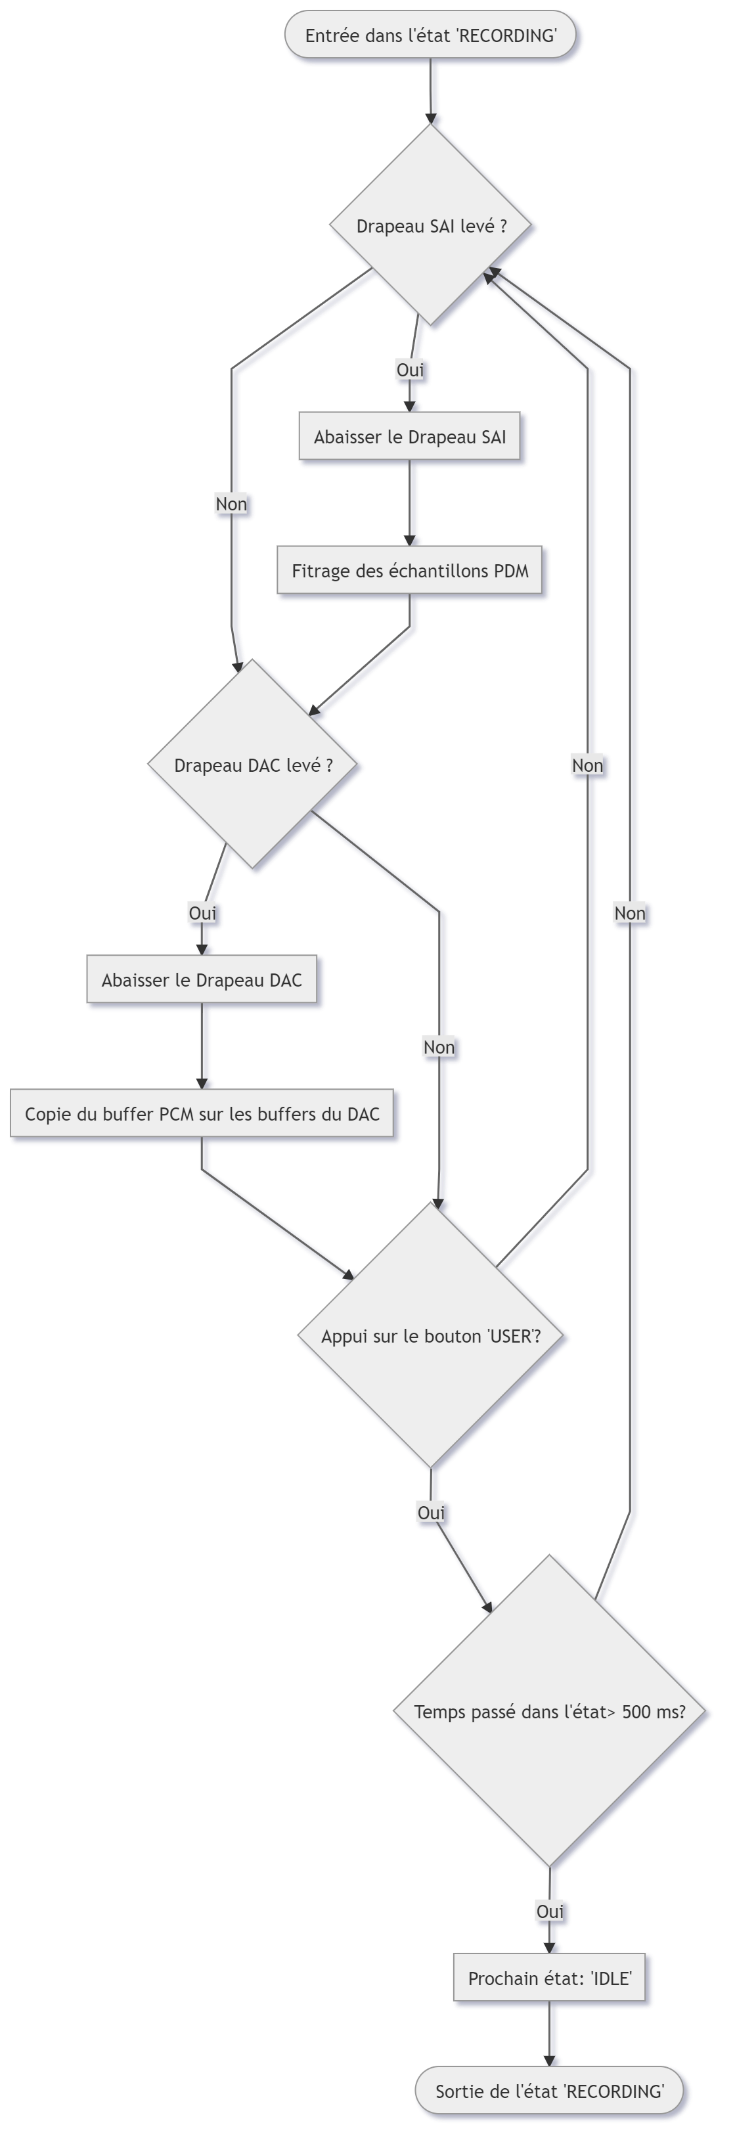 Entrée dans l'état 'RECORDING'
Drapeau SAI levé ?
Oui
Abaisser le Drapeau SAI
Non
Fitrage des échantillons PDM
Drapeau DAC levé ?
Non
Oui
Non
Abaisser le Drapeau DAC
Non
Copie du buffer PCM sur les buffers du DAC
Appui sur le bouton 'USER'?
Oui
Temps passé dans l'état> 500 ms?
Oui
Prochain état: 'IDLE'
Sortie de l'état 'RECORDING'